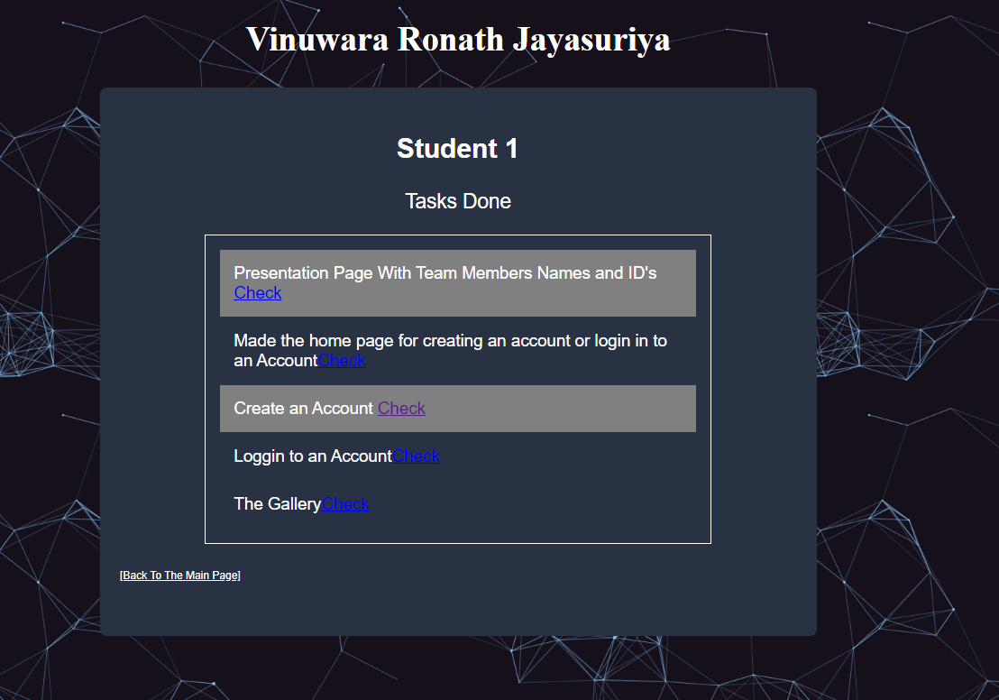 Vinuwara Ronath Jayasuriya
Student 1
Tasks Done
Presentation Page With Team Members Names and ID's
Check
Made the home page for creating an account or login in to
an AccountCheck
Create an Account Check
Loggin to an AccountCheck
The GalleryCheck
[Back To The Main Page]